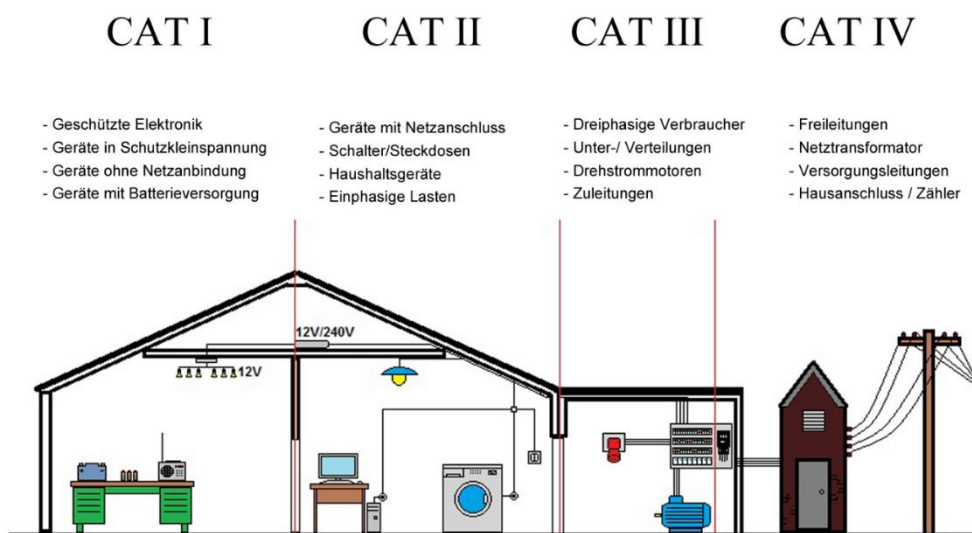 CAT I
CAT II
CAT III
CAT IV
- Geschützte Elektronik
- Geräte in Schutzkleinspannung
- Geräte ohne Netzanbindung
- Geräte mit Batterieversorgung
- Geräte mit Netzanschluss
- Schalter/Steckdosen
- Haushaltsgeräte
- Einphasige Lasten
- Dreiphasige Verbraucher
- Unter-/ Verteilungen
- Drehstrommotoren
- Zuleitungen
- Freileitungen
- Netztransformator
- Versorgungsleitungen
- Hausanschluss / Zähler
12V/240V
12V